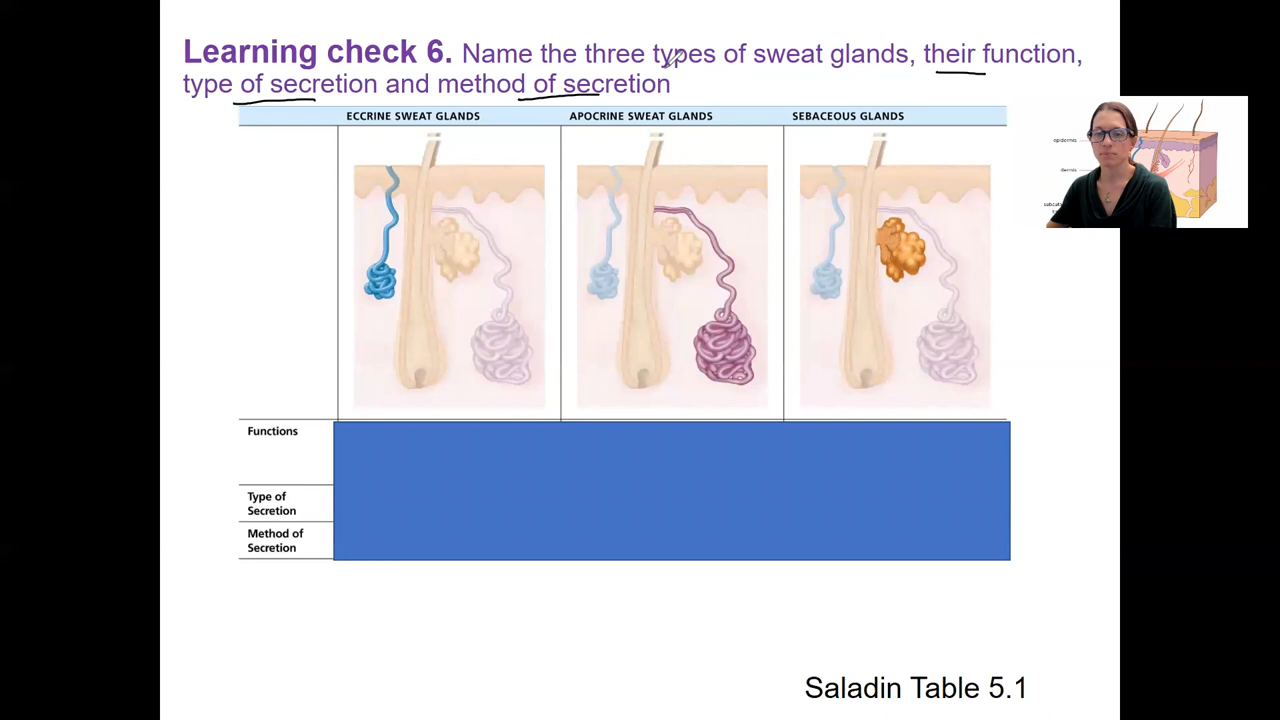 Learning check 6. Name the three types of sweat glands, their function,
type of secretion and method of secretion
ECCRINE SWEAT GLANDS
APOCRINE SWEAT GLANDS
SEBACEOUS GLANDS
epidermis
dermis
Functions
Type of
Secretion
Method of
Secretion
Saladin Table 5.1